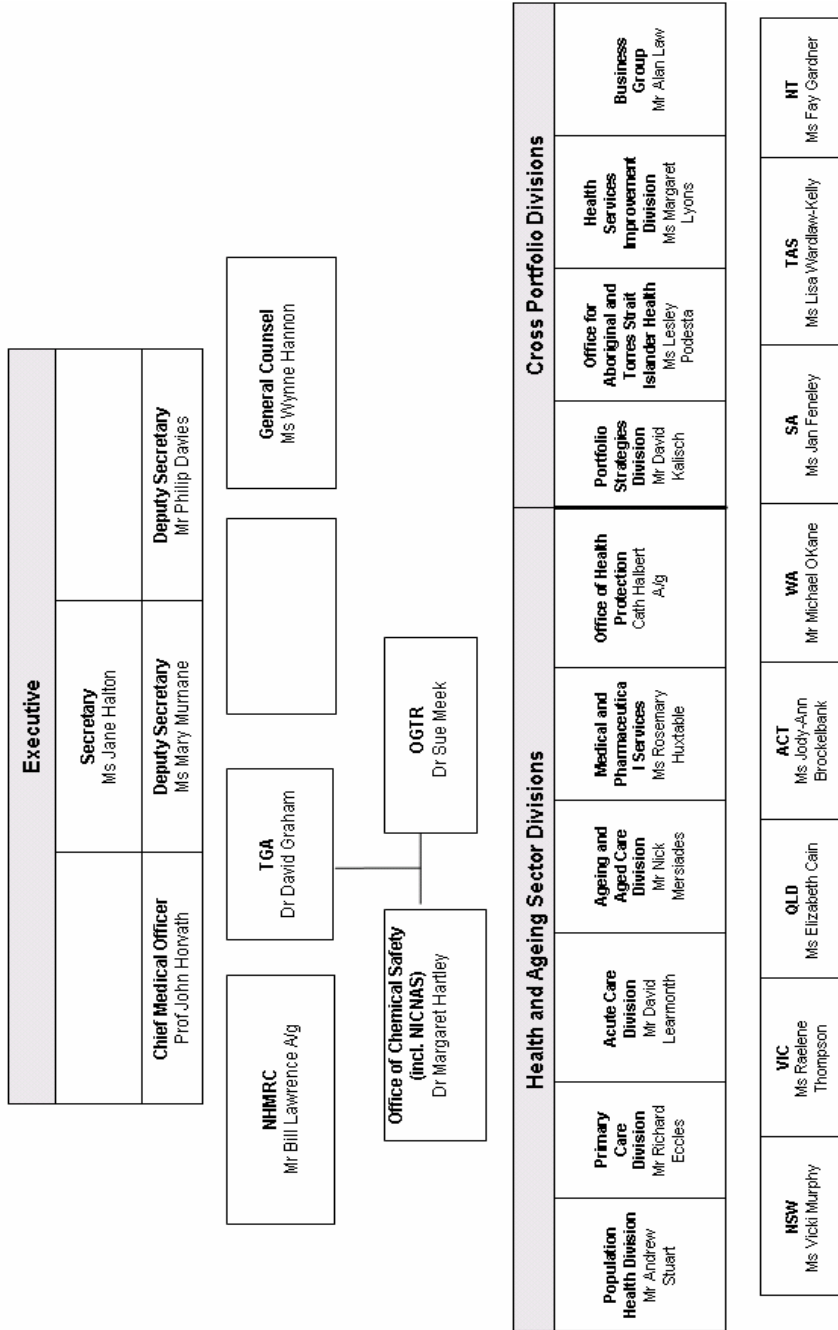 Executive
Secretary
Ms Jane Halton
Chief Medical Officer
Prof John Horvath
Deputy Secretary
Ms Mary Murnane
Deputy Secretary
Mr Philip Davies
NHMRC
Mr Bill Lawrence A/g
TGA
Dr David Graham
General Counsel
Ms Wynne Hannon
Office of Chemical Safety
(incl. NICNAS)
Dr Margaret Hartley
OGTR
Dr Sue Meek
Health and Ageing Sector Divisions
Cross Portfolio Divisions
Population
Health Division
Mr Andrew
Stuart
Primary
Care
Division
Mr Richard
Eccles
Acute Care
Division
Mr David
Learmonth
Ageing and
Aged Care
Division
Mr Nick
Mersiades
Medical and
Pharmaceutica
l Services
Ms Rosemary
Huxtable
Office of Health
Protection
Cath Halbert
A/g
Portfolio
Strategies
Division
Mr David
Kalisch
Office for
Aboriginal and
Torres Strait
Islander Health
Ms Lesley
Podesta
Health
Services
Improvement
Division
Ms Margaret
Lyons
Business
Group
Mr Alan Law
NSW
Ms Vicki Murphy
VIC
Ms Raelene
Thompson
QLD
Ms Elizabeth Cain
ACT
Ms Jody-Ann
Brockelbank
WA
Mr Michael OKane
SA
Ms Jan Feneley
TAS
Ms Lisa Wardlaw-Kelly
NT
Ms Fay Gardner